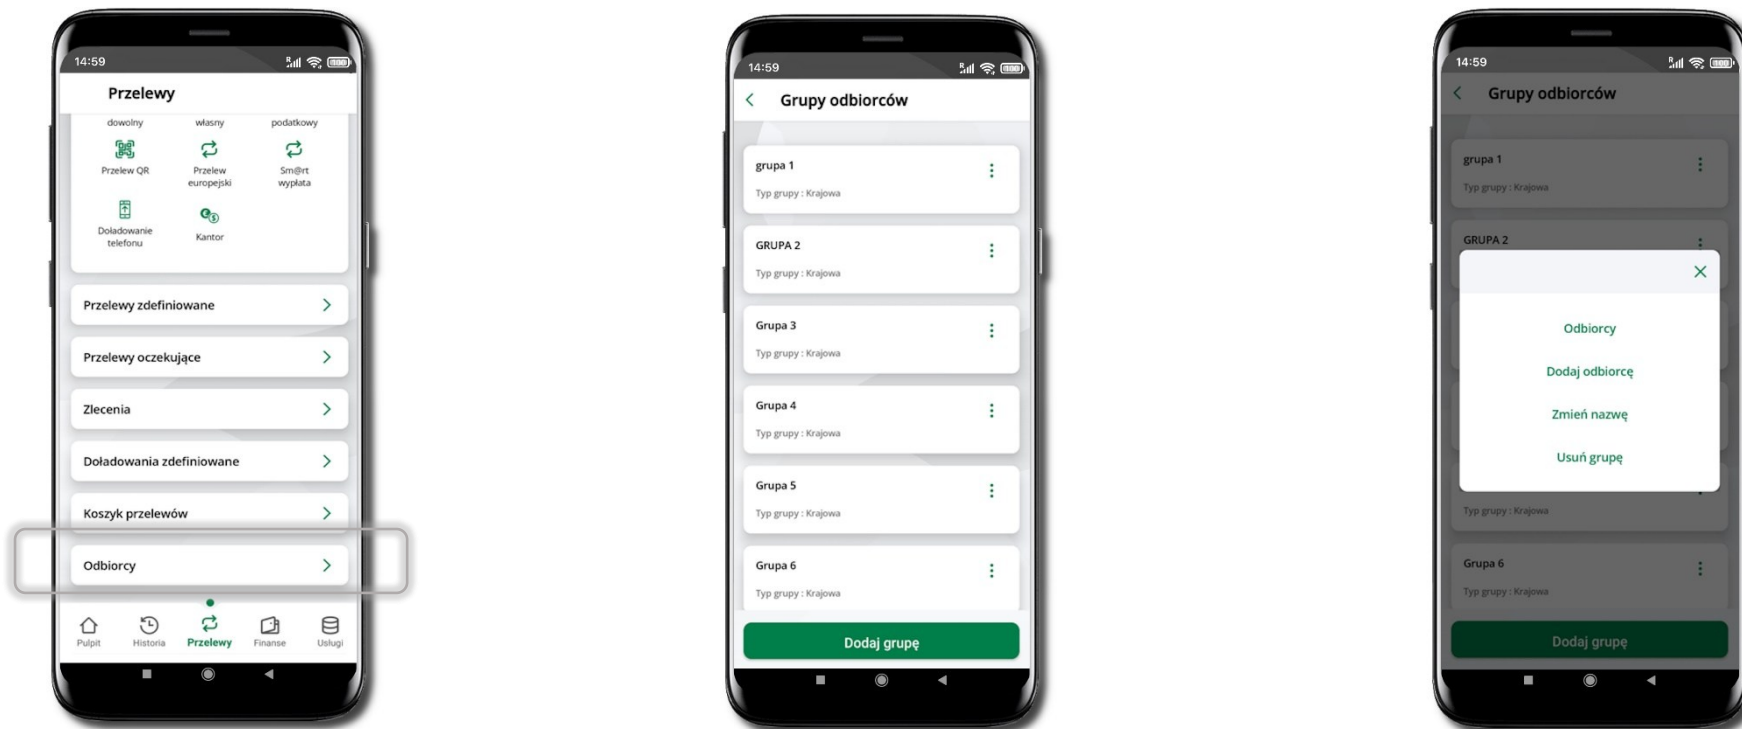 14:59
Przelewy
dowolny własny podatkowy
Przelew QR Przelew Sm@rt
europejski wypłata
Doładowanie Kantor
telefonu
Przelewy zdefiniowane
Przelewy oczekujące
Zlecenia
Doładowania zdefiniowane
Koszyk przelewów
Odbiorcy
Pulpit Historia Przelewy Finanse Usługi
14:59
Grupy odbiorców
grupa 1
Typ grupy : Krajowa
GRUPA 2
Typ grupy : Krajowa
Grupa 3
Typ grupy : Krajowa
Grupa 4
Typ grupy : Krajowa
Grupa 5
Typ grupy : Krajowa
Grupa 6
Typ grupy : Krajowa
Dodaj grupę
14:59
Grupy odbiorców
grupa 1
Typ grupy : Krajowa
GRUPA 2
Odbiorcy
Dodaj odbiorcę
Zmień nazwę
Usuń grupę
Typ grupy : Krajowa
Grupa 6
Typ grupy : Krajowa
Dodaj grupę